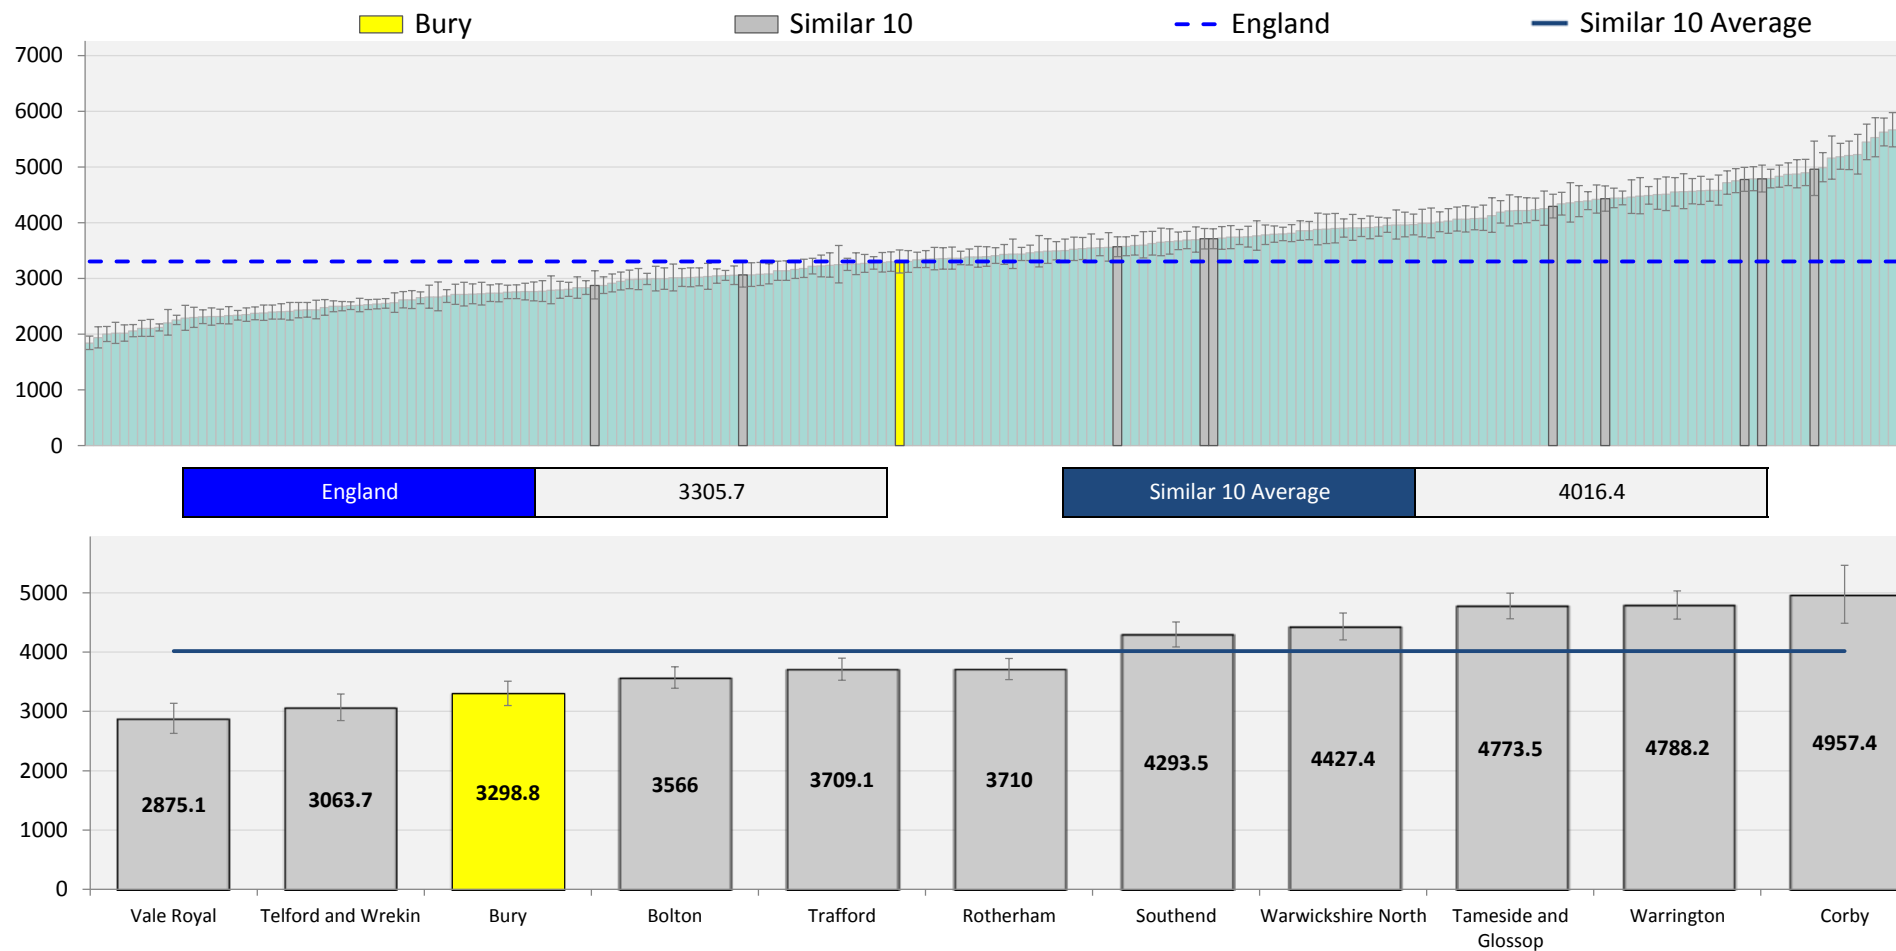 Bury
Similar 10
England
Similar 10 Average
7000
6000
5000
4000
3000
2000
1000
0
England 3305.7
Similar 10 Average 4016.4
5000
4000
3000
2000
1000
0
2875.1
3063.7
3298.8
3566
3709.1
3710
4293.5
4427.4
4773.5
4788.2
4957.4
Vale Royal
Telford and Wrekin
Bury
Bolton
Trafford
Rotherham
Southend
Warwickshire North
Tameside and
Glossop
Warrington
Corby